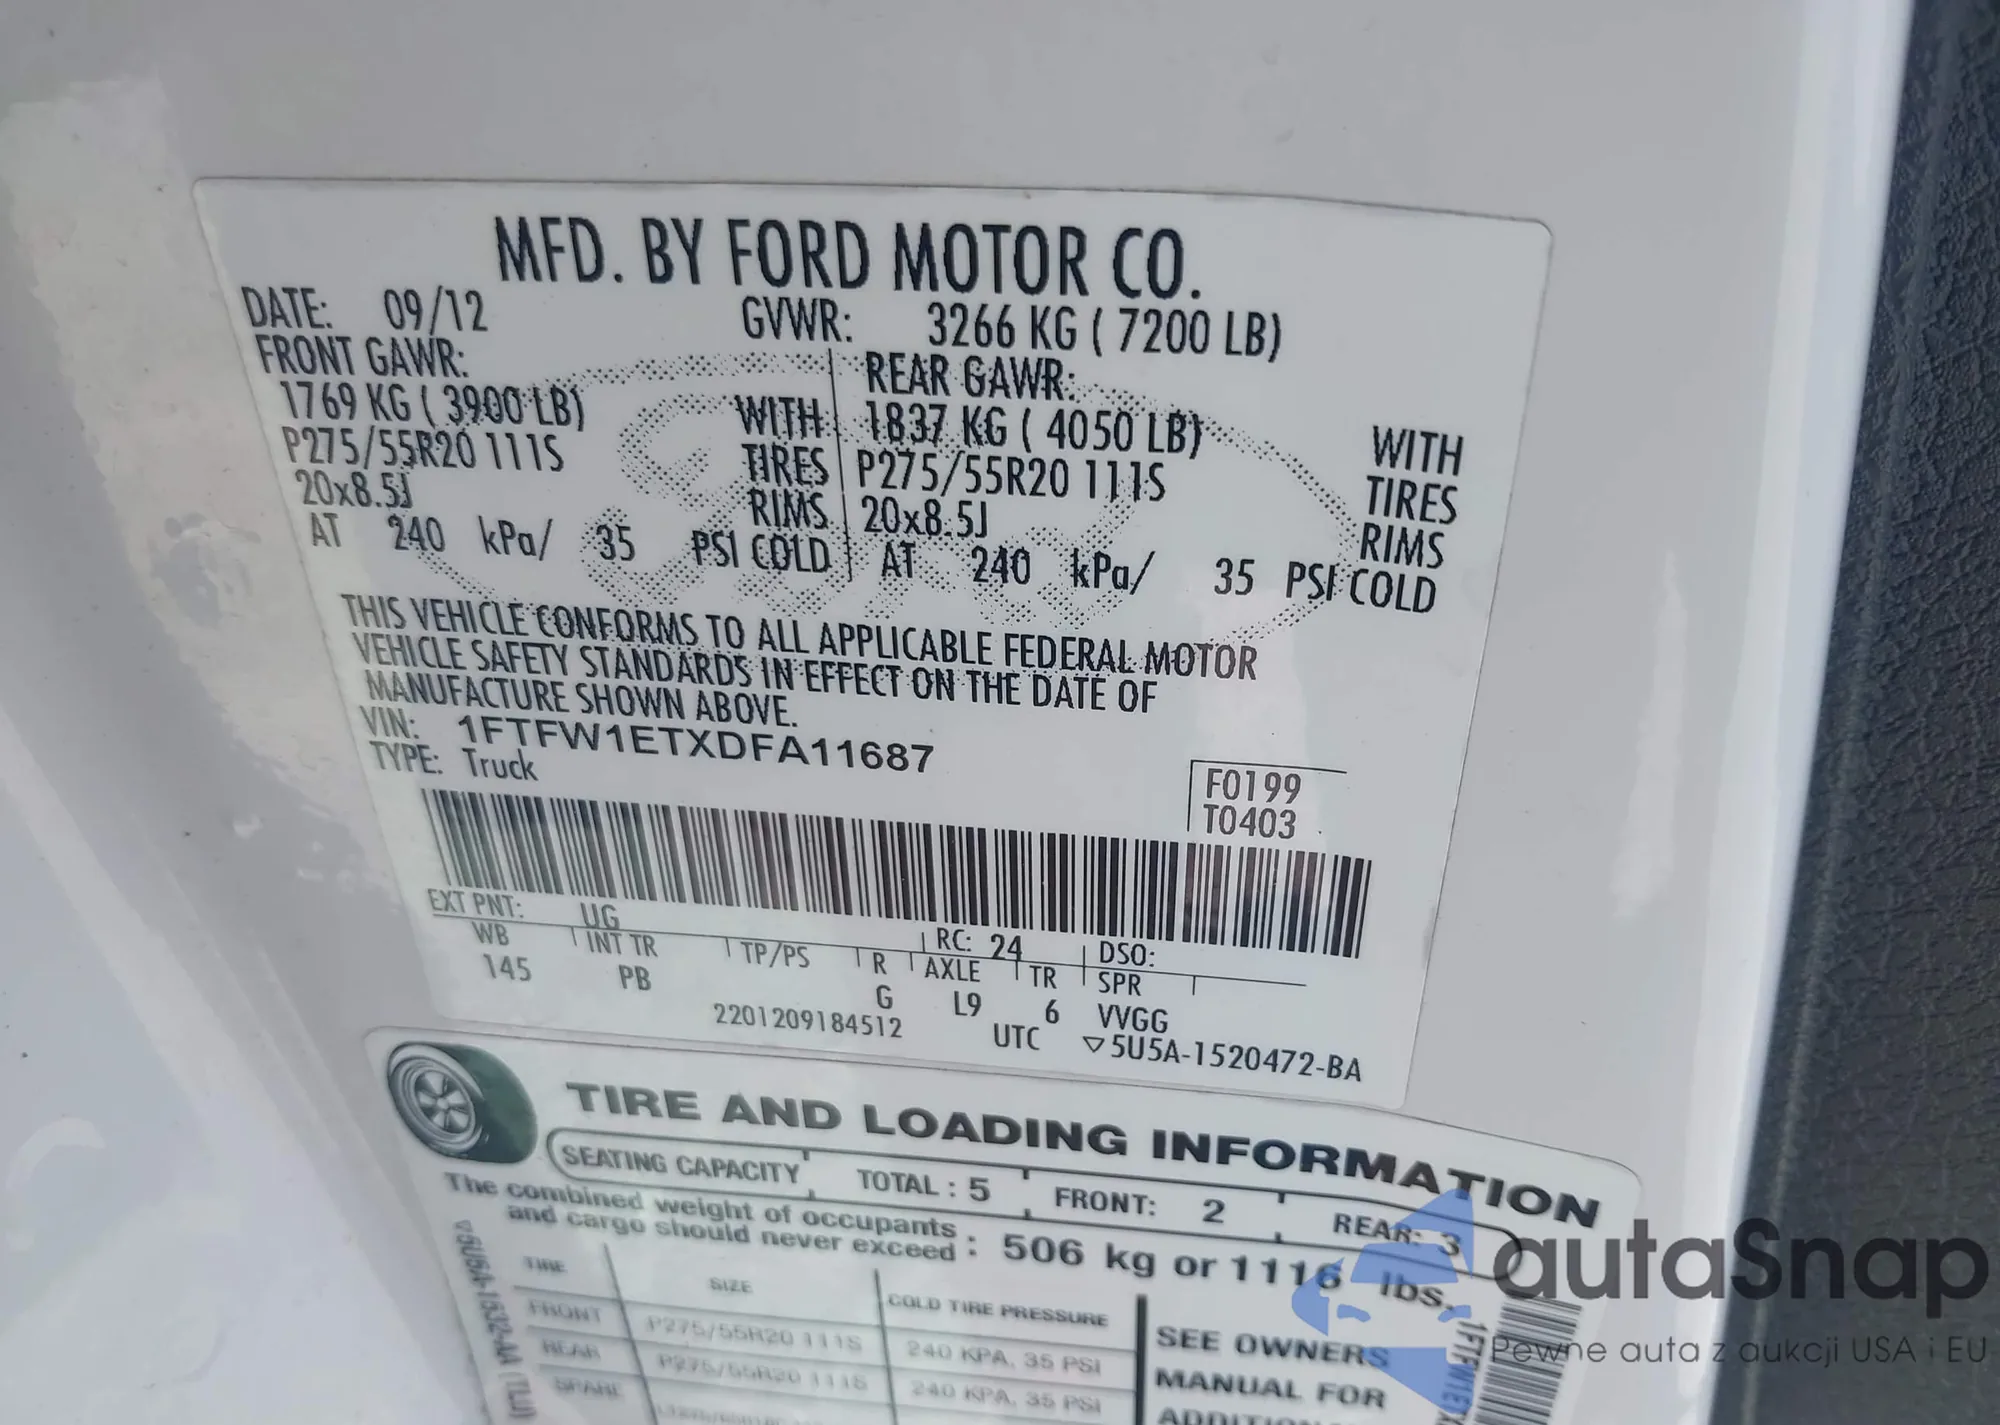 MFD. BY FORD MOTOR CO.
DATE: 09/12 GVWR: 3266 KG ( 7200 LB)
FRONT GAWR: REAR GAWR:
1769 KG ( 3900 LB) WITH 1837 KG ( 4050 LB) WITH
P275/55R20 111S TIRES P275/55R20 111S TIRES
20x8.5J RIMS 20x8.5J RIMS
AT 240 kPa/ 35 PSI COLD AT 240 kPa/ 35 PSI COLD
THIS VEHICLE CONFORMS TO ALL APPLICABLE FEDERAL MOTOR
VEHICLE SAFETY STANDARDS IN EFFECT ON THE DATE OF
MANUFACTURE SHOWN ABOVE.
VIN: 1FTFW1ETXDFA11687
TYPE: Truck
F0199
T0403
EXT PNT: UG RC: 24 DSO:
WB INT TR TP/PS R AXLE TR SPR
145 PB G L9 6 VVGG
2201209184512 UTC ▽5U5A-1520472-BA
TIRE AND LOADING INFORMATION
SEATING CAPACITY TOTAL : 5 FRONT: 2 REAR: 3
The combined weight of occupants
and cargo should never exceed : 506 kg or 1116 lbs.
TIRE SIZE COLD TIRE PRESSURE SEE OWNERS
FRONT P275/55R20 111S 240 KPA, 35 PSI MANUAL FOR
REAR P275/55R20 111S 240 KPA, 35 PSI
SPARE
autaSnap
Pewne auta z aukcji USA i EU